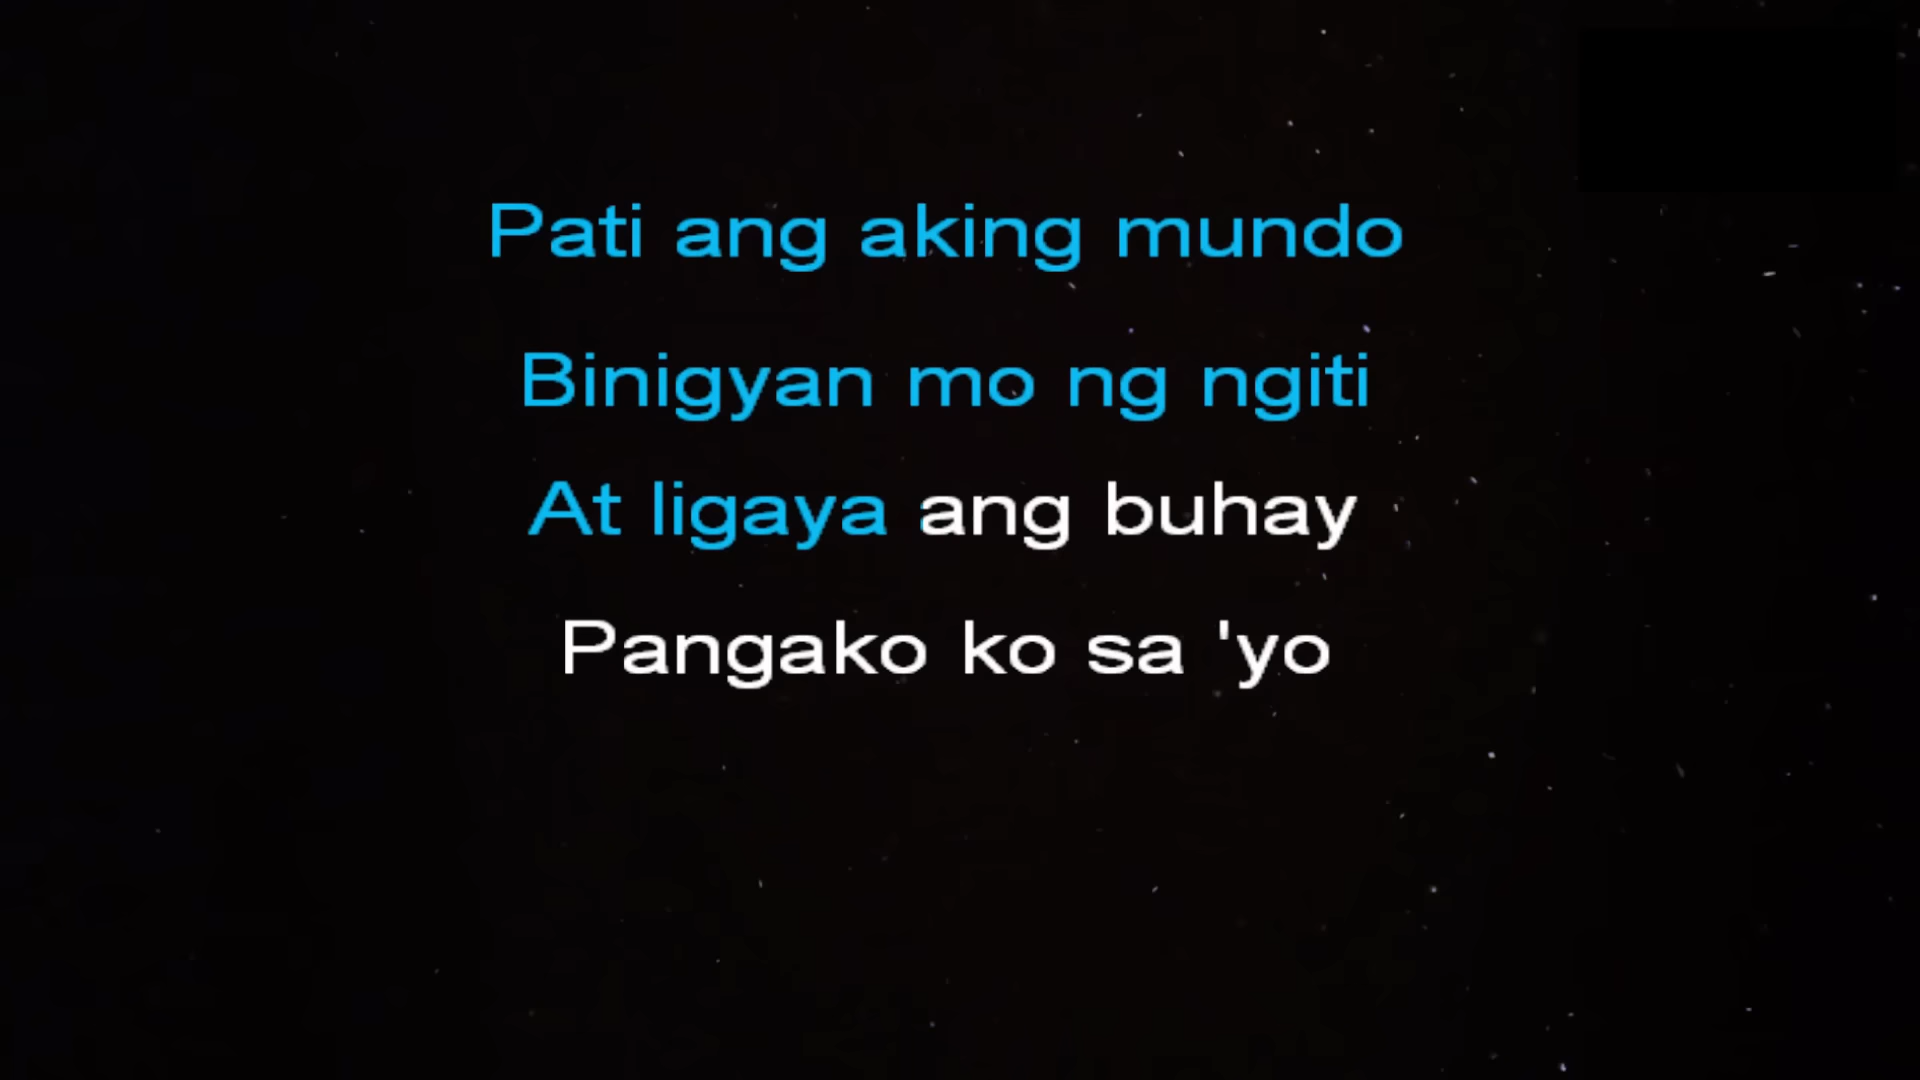 Pati ang aking mundo
Binigyan mo ng ngiti
At ligaya ang buhay
Pangako ko sa 'yo